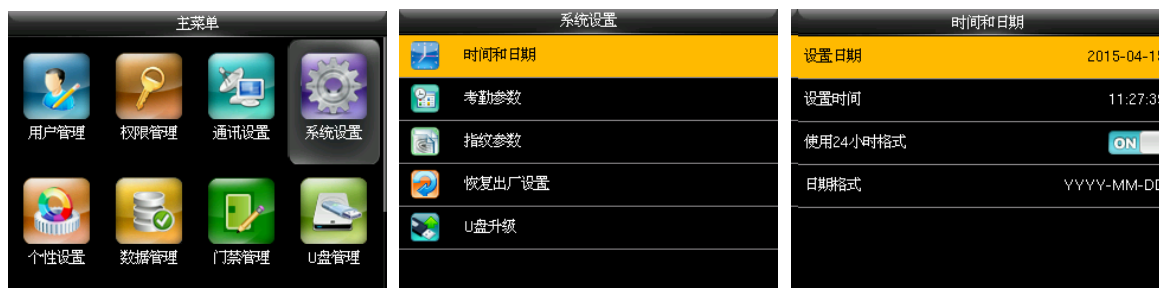 主菜单
用户管理 权限管理 通讯设置 系统设置
个性设置 数据管理 门禁管理 U盘管理
系统设置
时间和日期
考勤参数
指纹参数
恢复出厂设置
U盘升级
时间和日期
设置日期 2015-04-15
设置时间 11:27:39
使用24小时格式 ON
日期格式 YYYY-MM-DD